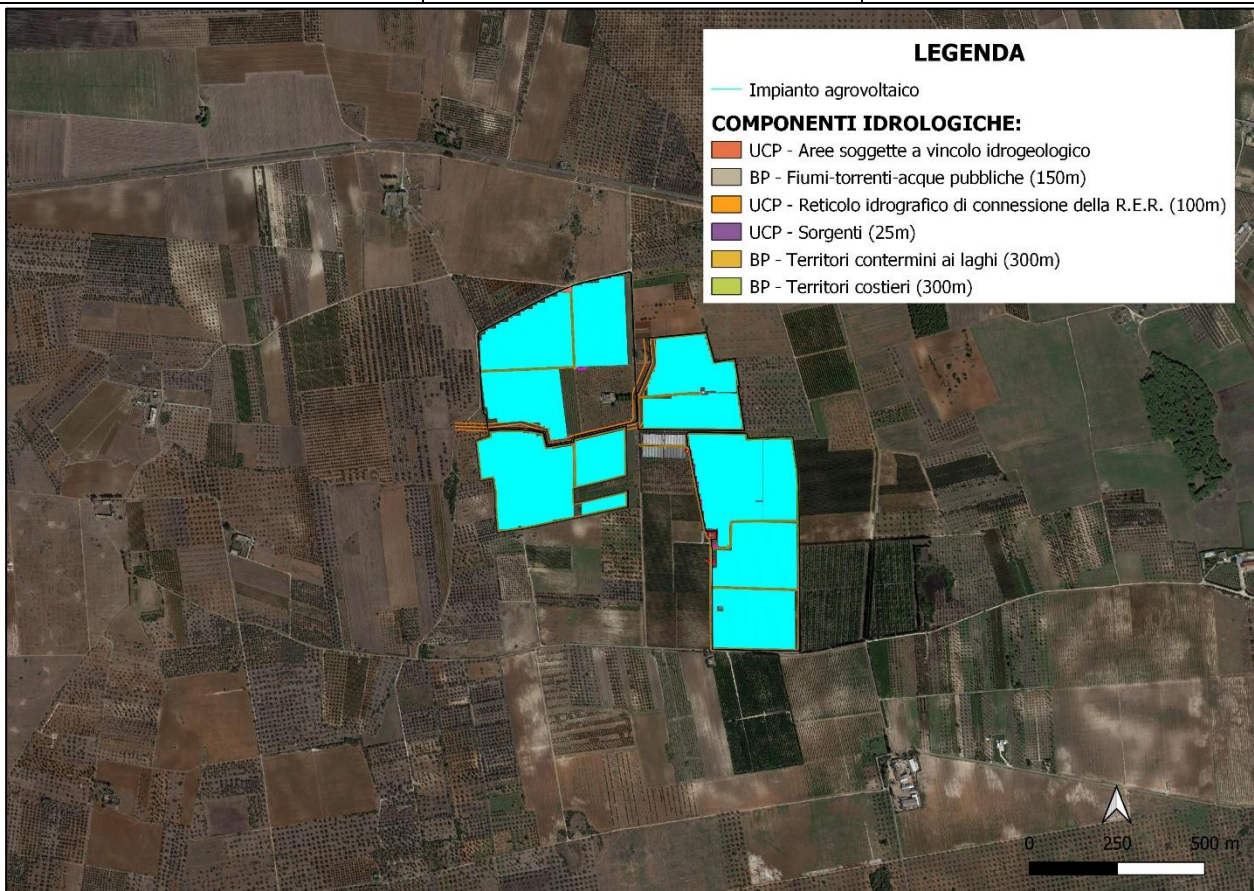 LEGENDA
Impianto agrovoltaico
COMPONENTI IDROLOGICHE:
UCP - Aree soggette a vincolo idrogeologico
BP - Fiumi-torrenti-acque pubbliche (150m)
UCP - Reticolo idrografico di connessione della R.E.R. (100m)
UCP - Sorgenti (25m)
BP - Territori contermini ai laghi (300m)
BP - Territori costieri (300m)
0 250 500 m